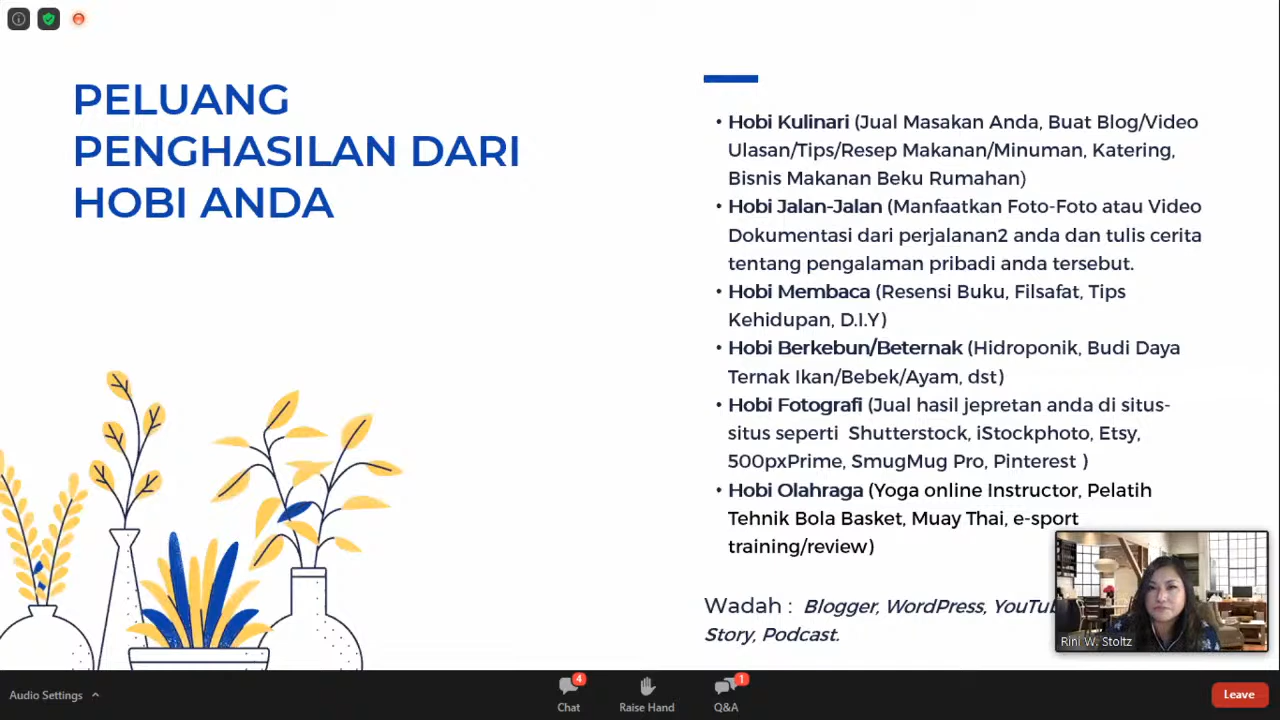 PELUANG
PENGHASILAN DARI
HOBI ANDA
• Hobi Kulinari (Jual Masakan Anda, Buat Blog/Video
Ulasan/Tips/Resep Makanan/Minuman, Katering,
Bisnis Makanan Beku Rumahan)
• Hobi Jalan-Jalan (Manfaatkan Foto-Foto atau Video
Dokumentasi dari perjalanan2 anda dan tulis cerita
tentang pengalaman pribadi anda tersebut.
• Hobi Membaca (Resensi Buku, Filsafat, Tips
Kehidupan, D.I.Y)
• Hobi Berkebun/Beternak (Hidroponik, Budi Daya
Ternak Ikan/Bebek/Ayam, dst)
• Hobi Fotografi (Jual hasil jepretan anda di situs-
situs seperti Shutterstock, iStockphoto, Etsy,
500pxPrime, SmugMug Pro, Pinterest )
• Hobi Olahraga (Yoga online Instructor, Pelatih
Tehnik Bola Basket, Muay Thai, e-sport
training/review)
Wadah : Blogger, WordPress,
Story, Podcast.
Rini W. Stoltz
Audio Settings
4
Chat
Raise Hand
1
Q&A
Leave